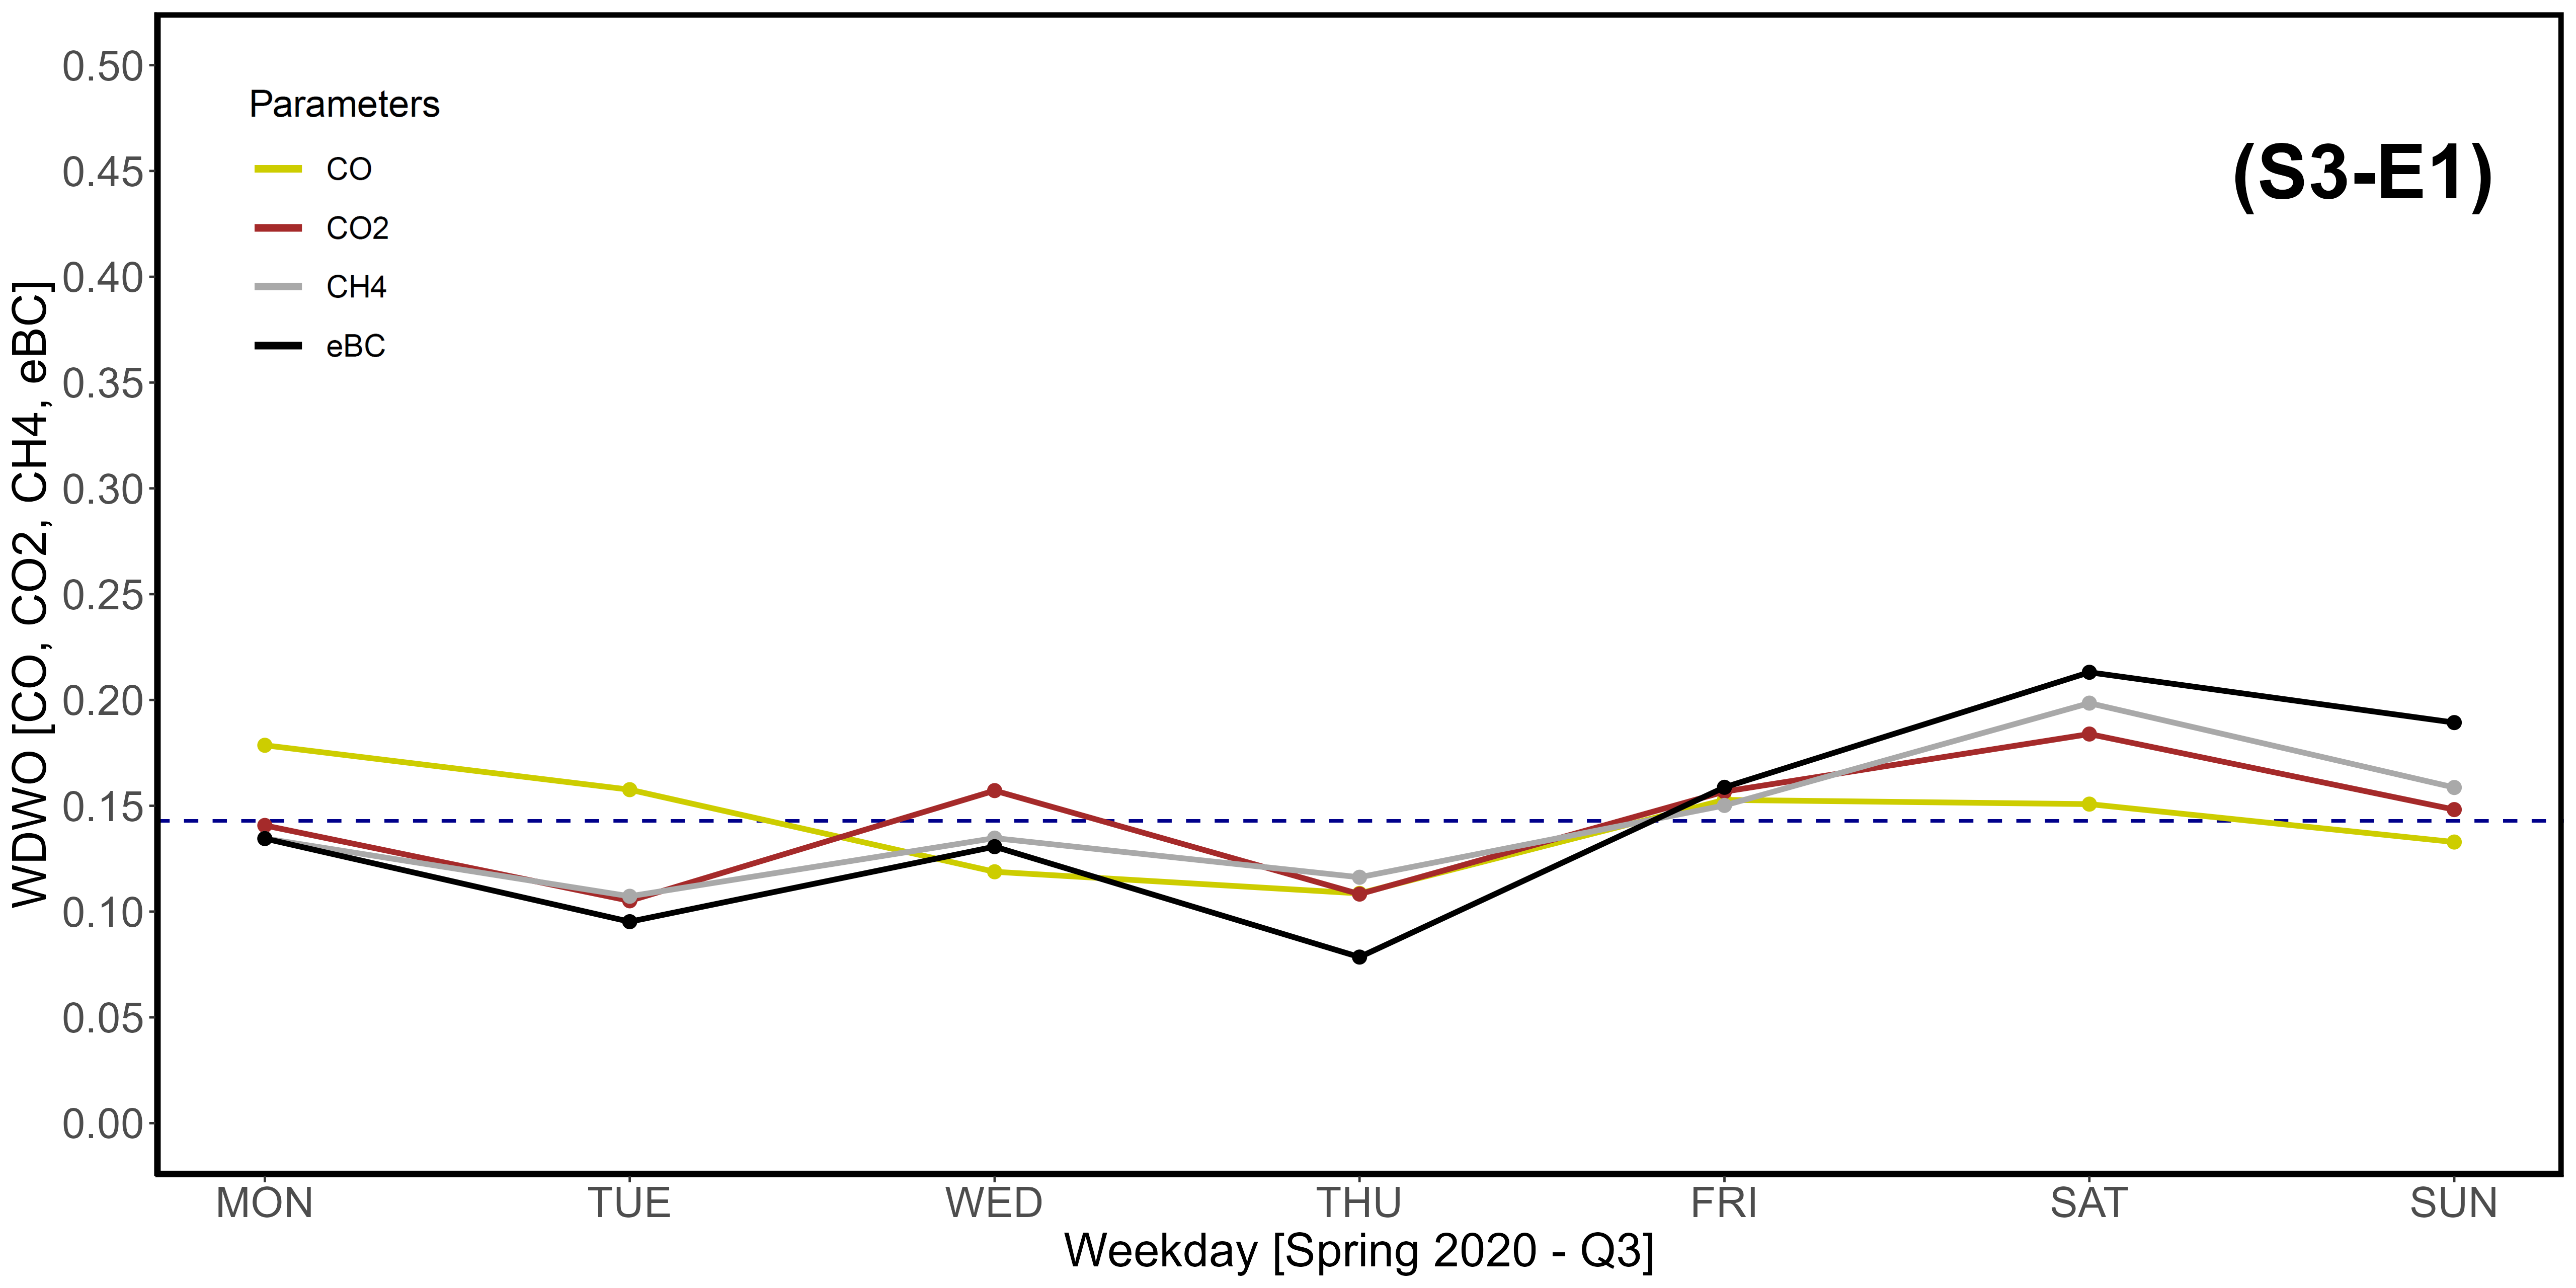 0.50
0.45
0.40
0.35
0.30
0.25
0.20
0.15
0.10
0.05
0.00
WDWO [CO, CO2, CH4, eBC]
Parameters
CO
CO2
CH4
eBC
(S3-E1)
MON TUE WED THU FRI SAT SUN
Weekday [Spring 2020 - Q3]